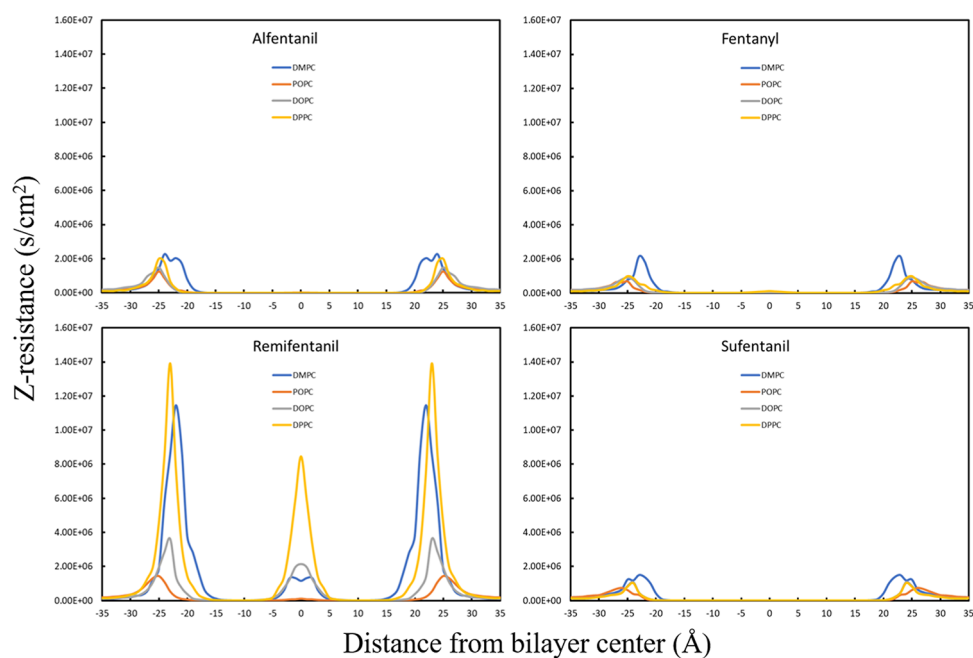 Z-resistance (s/cm²)
Alfentanil
DMPC
POPC
DOPC
DPPC
1.60E+07
1.40E+07
1.20E+07
1.00E+07
8.00E+06
6.00E+06
4.00E+06
2.00E+06
0.00E+00
-35 -30 -25 -20 -15 -10 -5 0 5 10 15 20 25 30 35
Fentanyl
DMPC
POPC
DOPC
DPPC
1.60E+07
1.40E+07
1.20E+07
1.00E+07
8.00E+06
6.00E+06
4.00E+06
2.00E+06
0.00E+00
-35 -30 -25 -20 -15 -10 -5 0 5 10 15 20 25 30 35
Remifentanil
DMPC
POPC
DOPC
DPPC
1.60E+07
1.40E+07
1.20E+07
1.00E+07
8.00E+06
6.00E+06
4.00E+06
2.00E+06
0.00E+00
-35 -30 -25 -20 -15 -10 -5 0 5 10 15 20 25 30 35
Sufentanil
DMPC
POPC
DOPC
DPPC
1.60E+07
1.40E+07
1.20E+07
1.00E+07
8.00E+06
6.00E+06
4.00E+06
2.00E+06
0.00E+00
-35 -30 -25 -20 -15 -10 -5 0 5 10 15 20 25 30 35
Distance from bilayer center (Å)